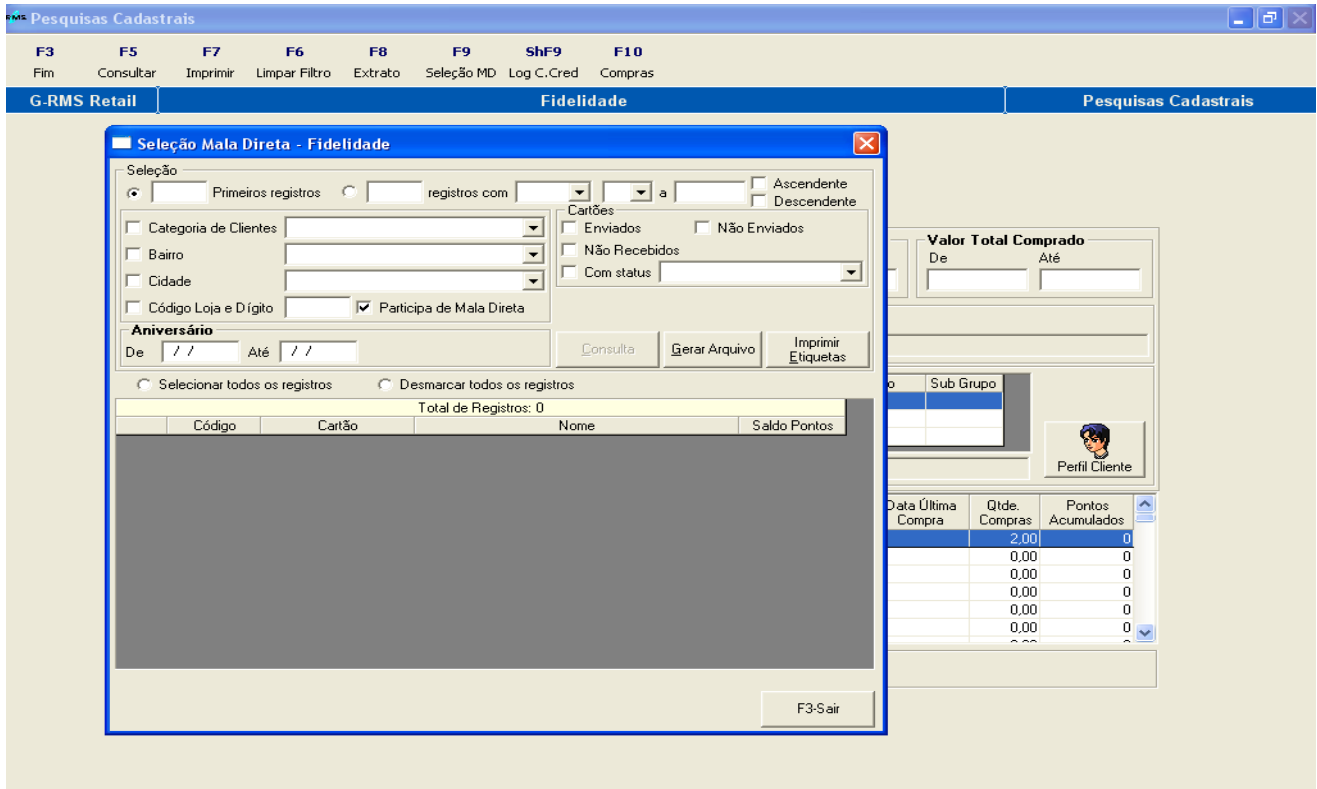 RMS Pesquisas Cadastrais
F3 F5 F7 F6 F8 F9 ShF9 F10
Fim Consultar Imprimir Limpar Filtro Extrato Seleção MD Log C.Cred Compras
G-RMS Retail Fidelidade Pesquisas Cadastrais
Seleção Mala Direta - Fidelidade
Seleção
Primeiros registros registros com a Ascendente
Descendente
Categoria de Clientes
Bairro
Cidade
Código Loja e Dígito Participa de Mala Direta
Cartões
Enviados Não Enviados
Não Recebidos
Com status
Aniversário
De / / Até / /
Consulta Gerar Arquivo Imprimir Etiquetas
Selecionar todos os registros Desmarcar todos os registros
Total de Registros: 0
Código Cartão Nome Saldo Pontos
F3-Sair
Valor Total Comprado
De Até
o Sub Grupo
Perfil Cliente
Data Última Compra Qtde. Compras Pontos Acumulados
2,00 0
0,00 0
0,00 0
0,00 0
0,00 0
0,00 0